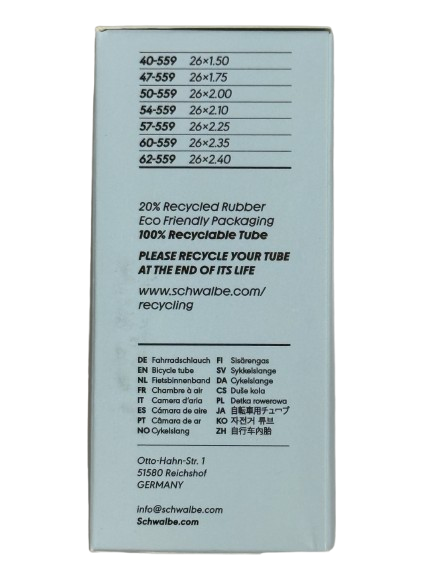 40-559 26×1.50
47-559 26×1.75
50-559 26×2.00
54-559 26×2.10
57-559 26×2.25
60-559 26×2.35
62-559 26×2.40
20% Recycled Rubber
Eco Friendly Packaging
100% Recyclable Tube
PLEASE RECYCLE YOUR TUBE
AT THE END OF ITS LIFE
www.schwalbe.com/
recycling
DE Fahrradschlauch FI Sisärengas
EN Bicycle tube SV Sykkelslange
NL Fietsbinnenband DA Cykelslange
FR Chambre à air CS Duše kola
IT Camera d'aria PL Dętka rowerowa
ES Cámara de aire JA 自転車用チューブ
PT Câmara de ar KO 자전거 튜브
NO Cykelslang ZH 自行车内胎
Otto-Hahn-Str. 1
51580 Reichshof
GERMANY
info@schwalbe.com
Schwalbe.com